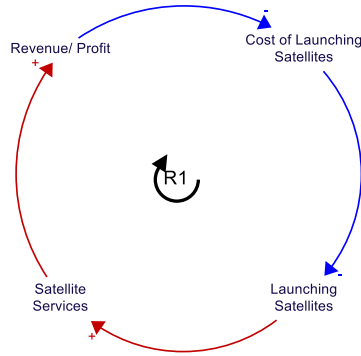 Revenue/ Profit
+
-
Cost of Launching
Satellites
R1
Satellite
Services
+
Launching
Satellites
-